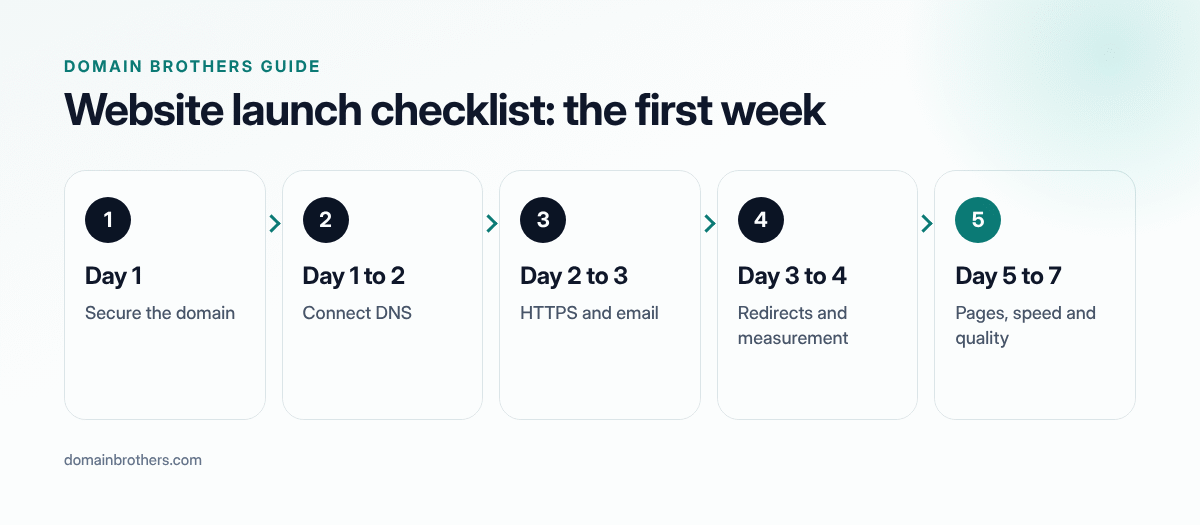 DOMAIN BROTHERS GUIDE
Website launch checklist: the first week
1
Day 1
Secure the domain
2
Day 1 to 2
Connect DNS
3
Day 2 to 3
HTTPS and email
4
Day 3 to 4
Redirects and
measurement
5
Day 5 to 7
Pages, speed and
quality
domainbrothers.com